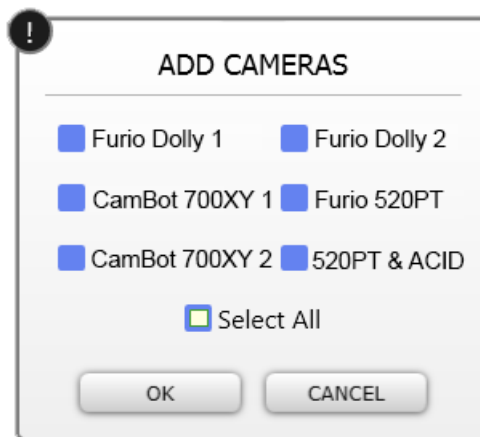 !
ADD CAMERAS
Furio Dolly 1 Furio Dolly 2
CamBot 700XY 1 Furio 520PT
CamBot 700XY 2 520PT & ACID
Select All
OK CANCEL